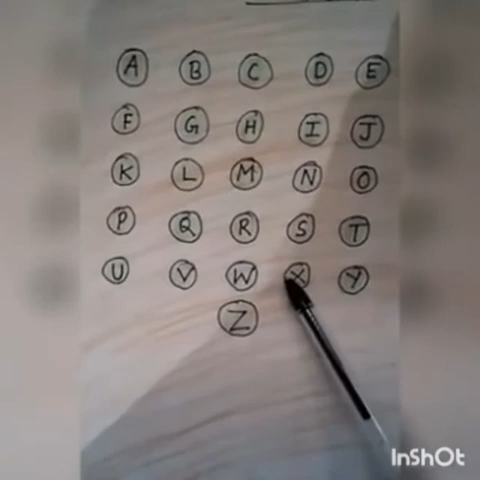 A B C D E
F G H I J
K L M N O
P Q R S T
U V W X Y
Z
InShOt